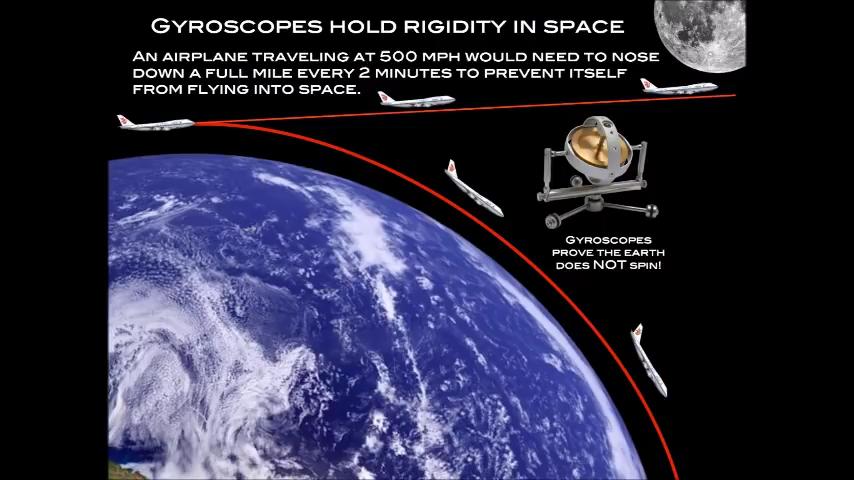 Gyroscopes hold rigidity in space
An airplane traveling at 500 mph would need to nose
down a full mile every 2 minutes to prevent itself
from flying into space.
Gyroscopes
prove the earth
does NOT spin!